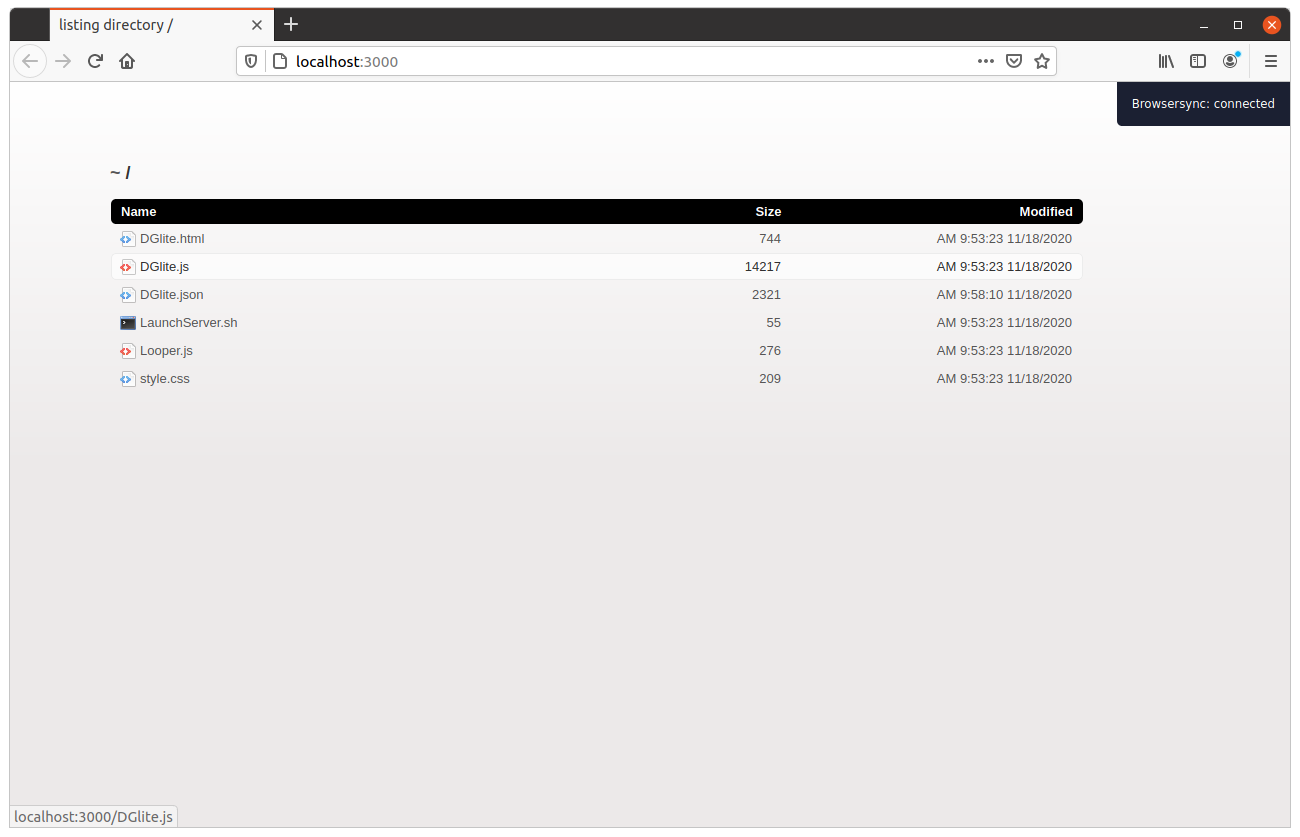 listing directory /
localhost:3000
Browsersync: connected
~ /
Name Size Modified
DGlite.html 744 AM 9:53:23 11/18/2020
DGlite.js 14217 AM 9:53:23 11/18/2020
DGlite.json 2321 AM 9:58:10 11/18/2020
LaunchServer.sh 55 AM 9:53:23 11/18/2020
Looper.js 276 AM 9:53:23 11/18/2020
style.css 209 AM 9:53:23 11/18/2020
localhost:3000/DGlite.js